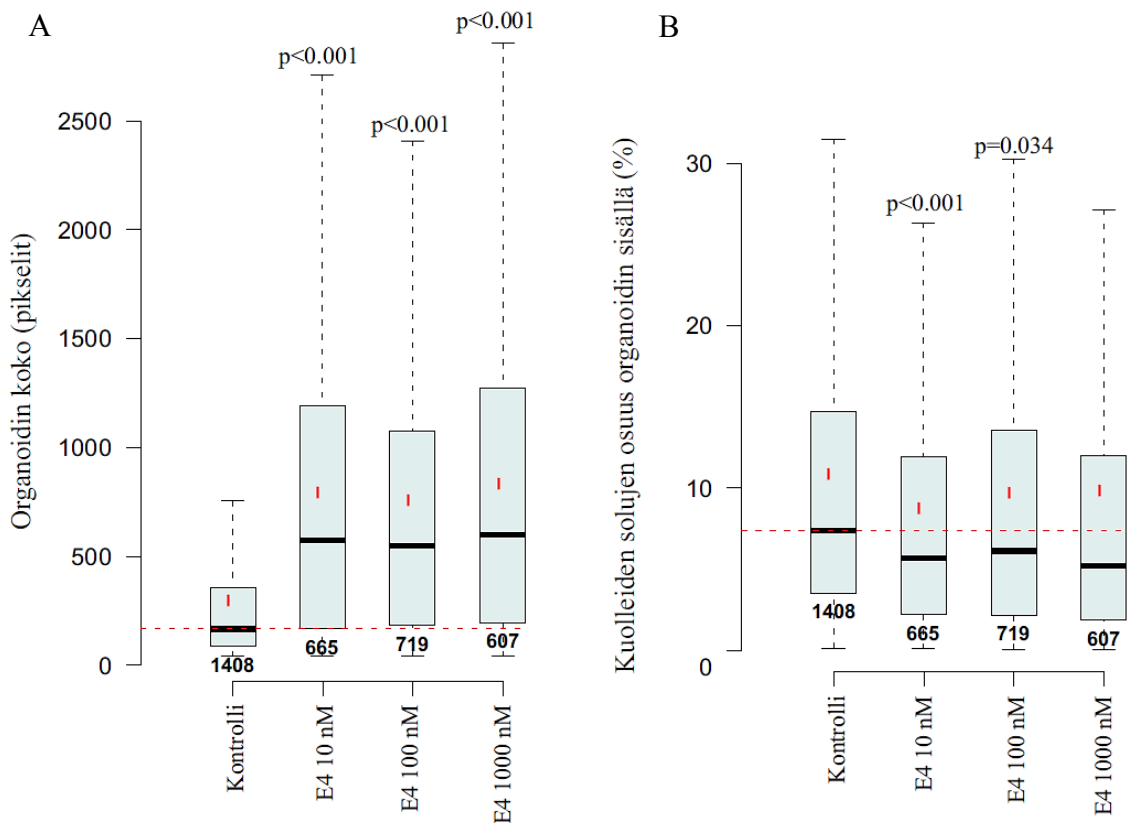 A
Organoidin koko (pikselit)
2500
2000
1500
1000
500
0
p<0.001
p<0.001
p<0.001
1408
665
719
607
Kontrolli
E4 10 nM
E4 100 nM
E4 1000 nM
B
Kuolleiden solujen osuus organoidin sisällä (%)
30
20
10
0
p<0.001
p=0.034
1408
665
719
607
Kontrolli
E4 10 nM
E4 100 nM
E4 1000 nM